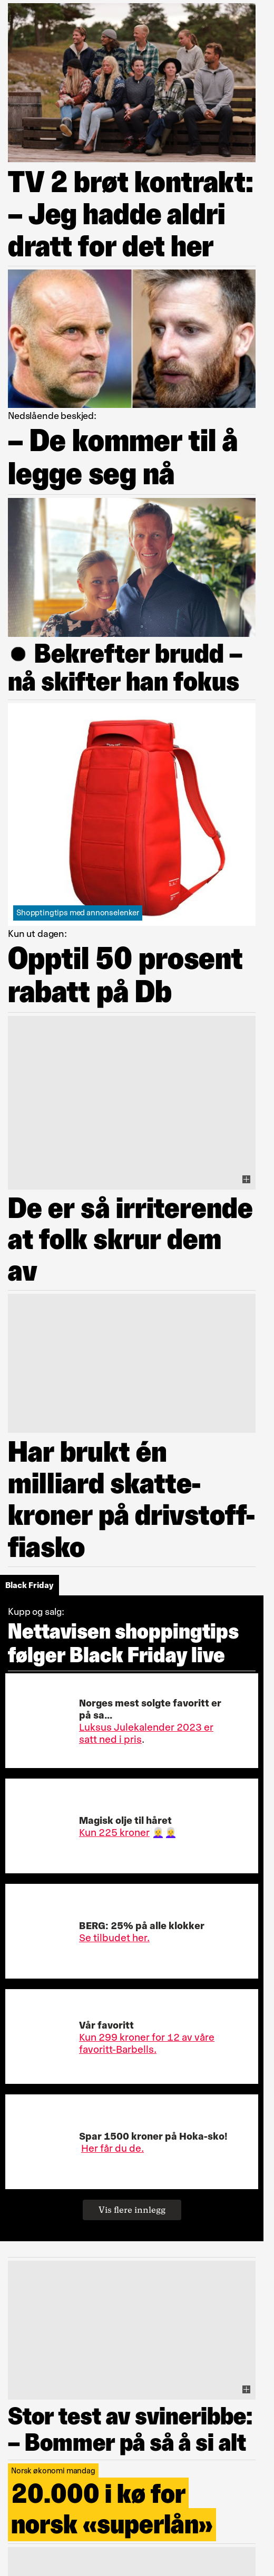 TV 2 brøt kontrakt:
– Jeg hadde aldri
dratt for det her
Nedslående beskjed:
– De kommer til å
legge seg nå
● Bekrefter brudd –
nå skifter han fokus
Shopptingtips med annonselenker
Kun ut dagen:
Opptil 50 prosent
rabatt på Db
De er så irriterende
at folk skrur dem
av
Har brukt én
milliard skatte-
kroner på drivstoff-
fiasko
Black Friday
Kupp og salg:
Nettavisen shoppingtips
følger Black Friday live
Norges mest solgte favoritt er
på sa...
Luksus Julekalender 2023 er
satt ned i pris.
Magisk olje til håret
Kun 225 kroner 👩‍🦳👩‍🦳
BERG: 25% på alle klokker
Se tilbudet her.
Vår favoritt
Kun 299 kroner for 12 av våre
favoritt-Barbells.
Spar 1500 kroner på Hoka-sko!
Her får du de.
Vis flere innlegg
Stor test av svineribbe:
– Bommer på så å si alt
Norsk økonomi mandag
20.000 i kø for
norsk «superlån»